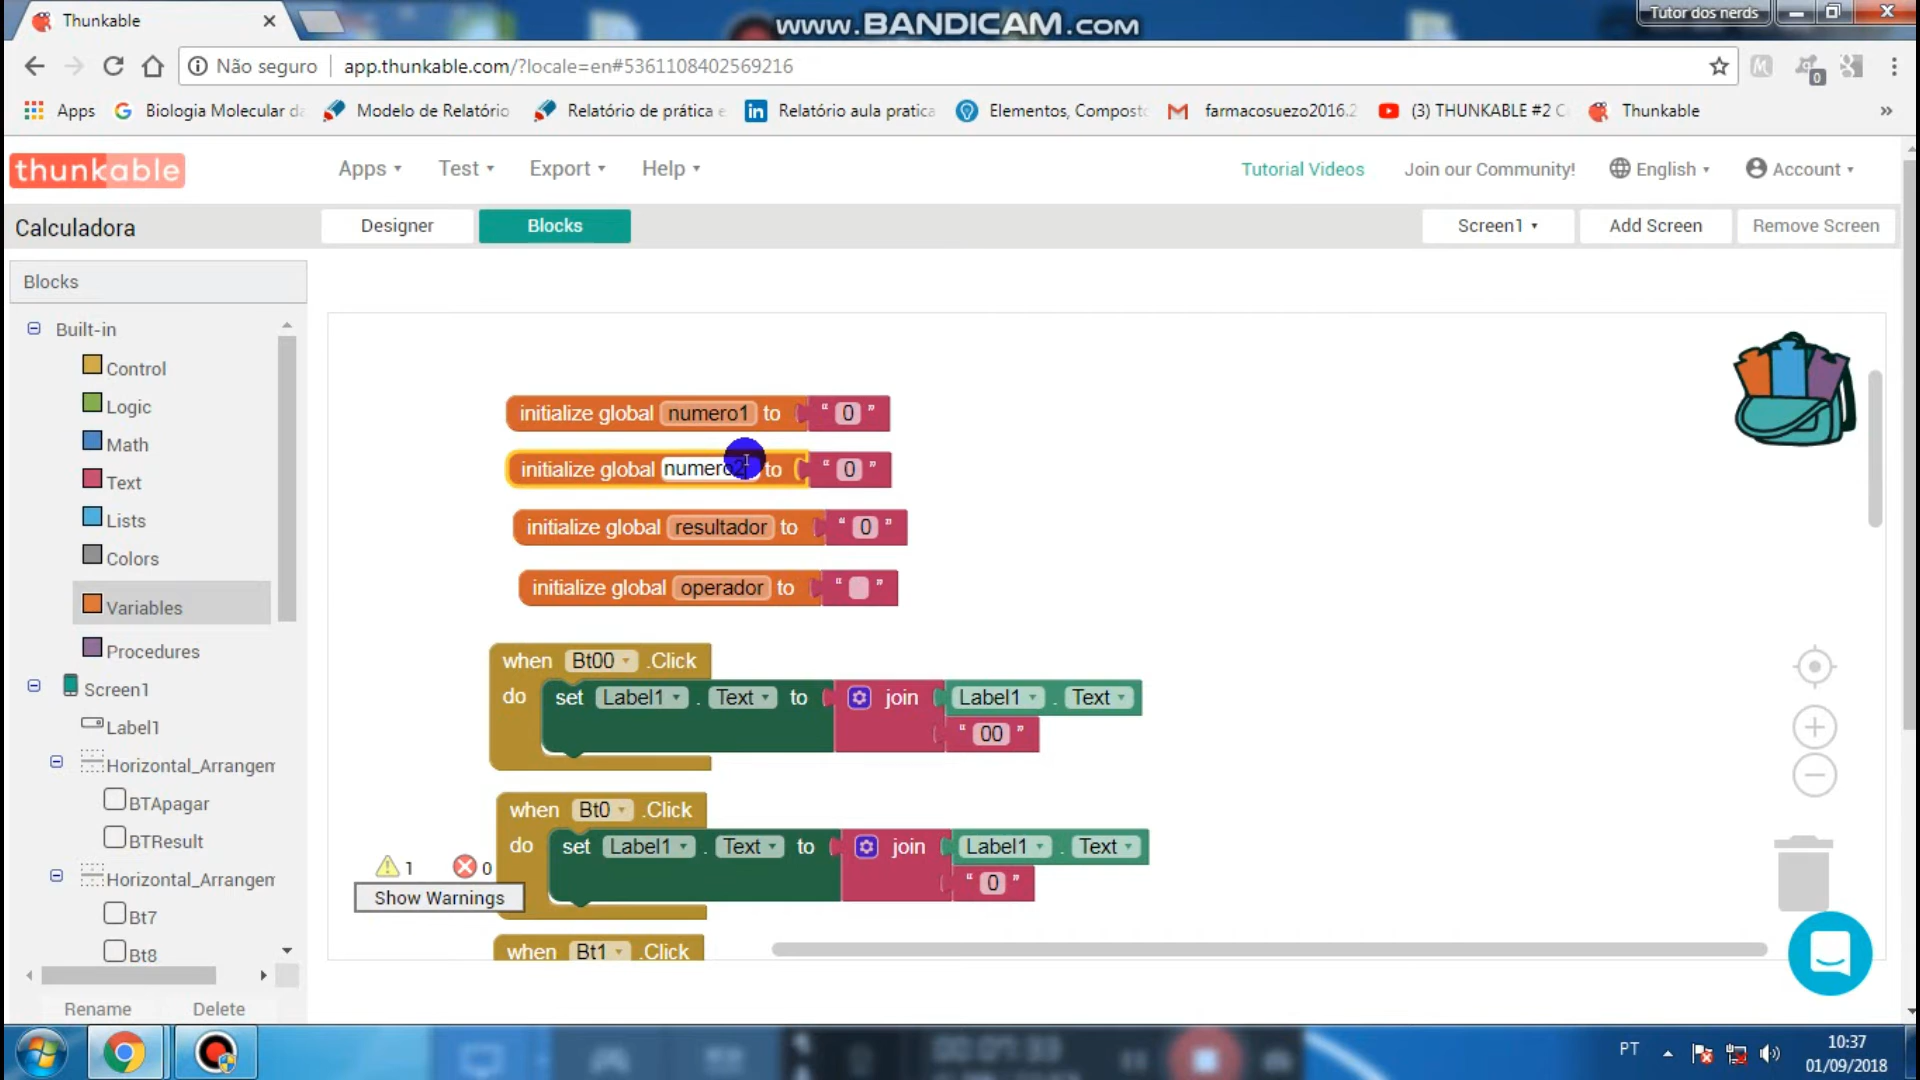 Thunkable
www.BANDICAM.com
Tutor dos nerds
Não seguro
app.thunkable.com/?locale=en#5361108402569216
0
Apps
Biologia Molecular da
Modelo de Relatório
Relatório de prática e
Relatório aula pratica
Elementos, Composto
farmacosuezo2016.2
(3) THUNKABLE #2 C
Thunkable
»
thunkable
Apps
Test
Export
Help
Tutorial Videos
Join our Community!
English
Account
Calculadora
Designer
Blocks
Screen1
Add Screen
Remove Screen
Blocks
Built-in
Control
Logic
Math
Text
Lists
Colors
Variables
Procedures
Screen1
Label1
Horizontal_Arrangem
BTApagar
BTResult
Horizontal_Arrangem
Bt7
Bt8
Rename
Delete
initialize global numero1 to “ 0 ”
initialize global numero2 to “ 0 ”
initialize global resultador to “ 0 ”
initialize global operador to “ ”
when Bt00 .Click
do set Label1 . Text to join Label1 . Text
“ 00 ”
when Bt0 .Click
do set Label1 . Text to join Label1 . Text
“ 0 ”
when Bt1 .Click
1
0
Show Warnings
PT
10:37
01/09/2018